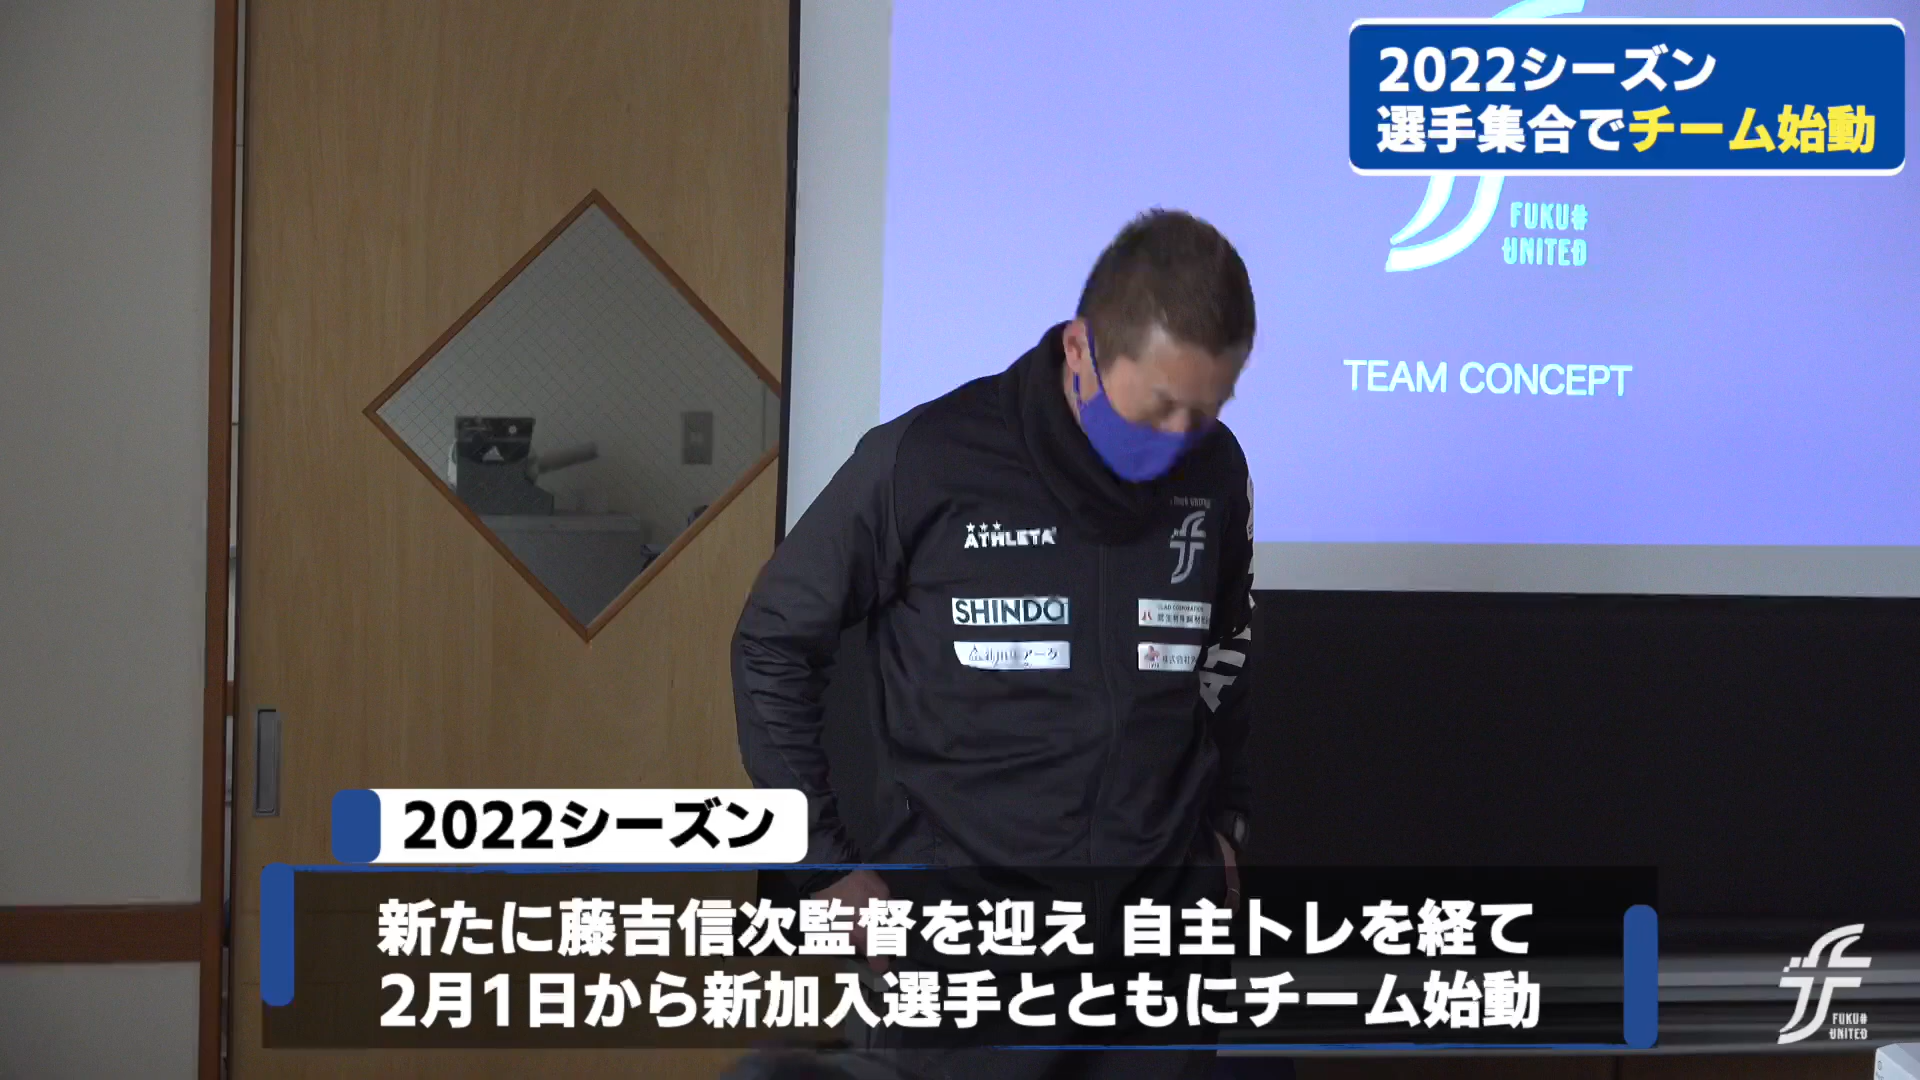 2022シーズン
選手集合でチーム始動
FUKU#
UNITED
TEAM CONCEPT
ATHLETA
SHINDO
2022シーズン
新たに藤吉信次監督を迎え 自主トレを経て
2月1日から新加入選手とともにチーム始動
FUKU#
UNITED